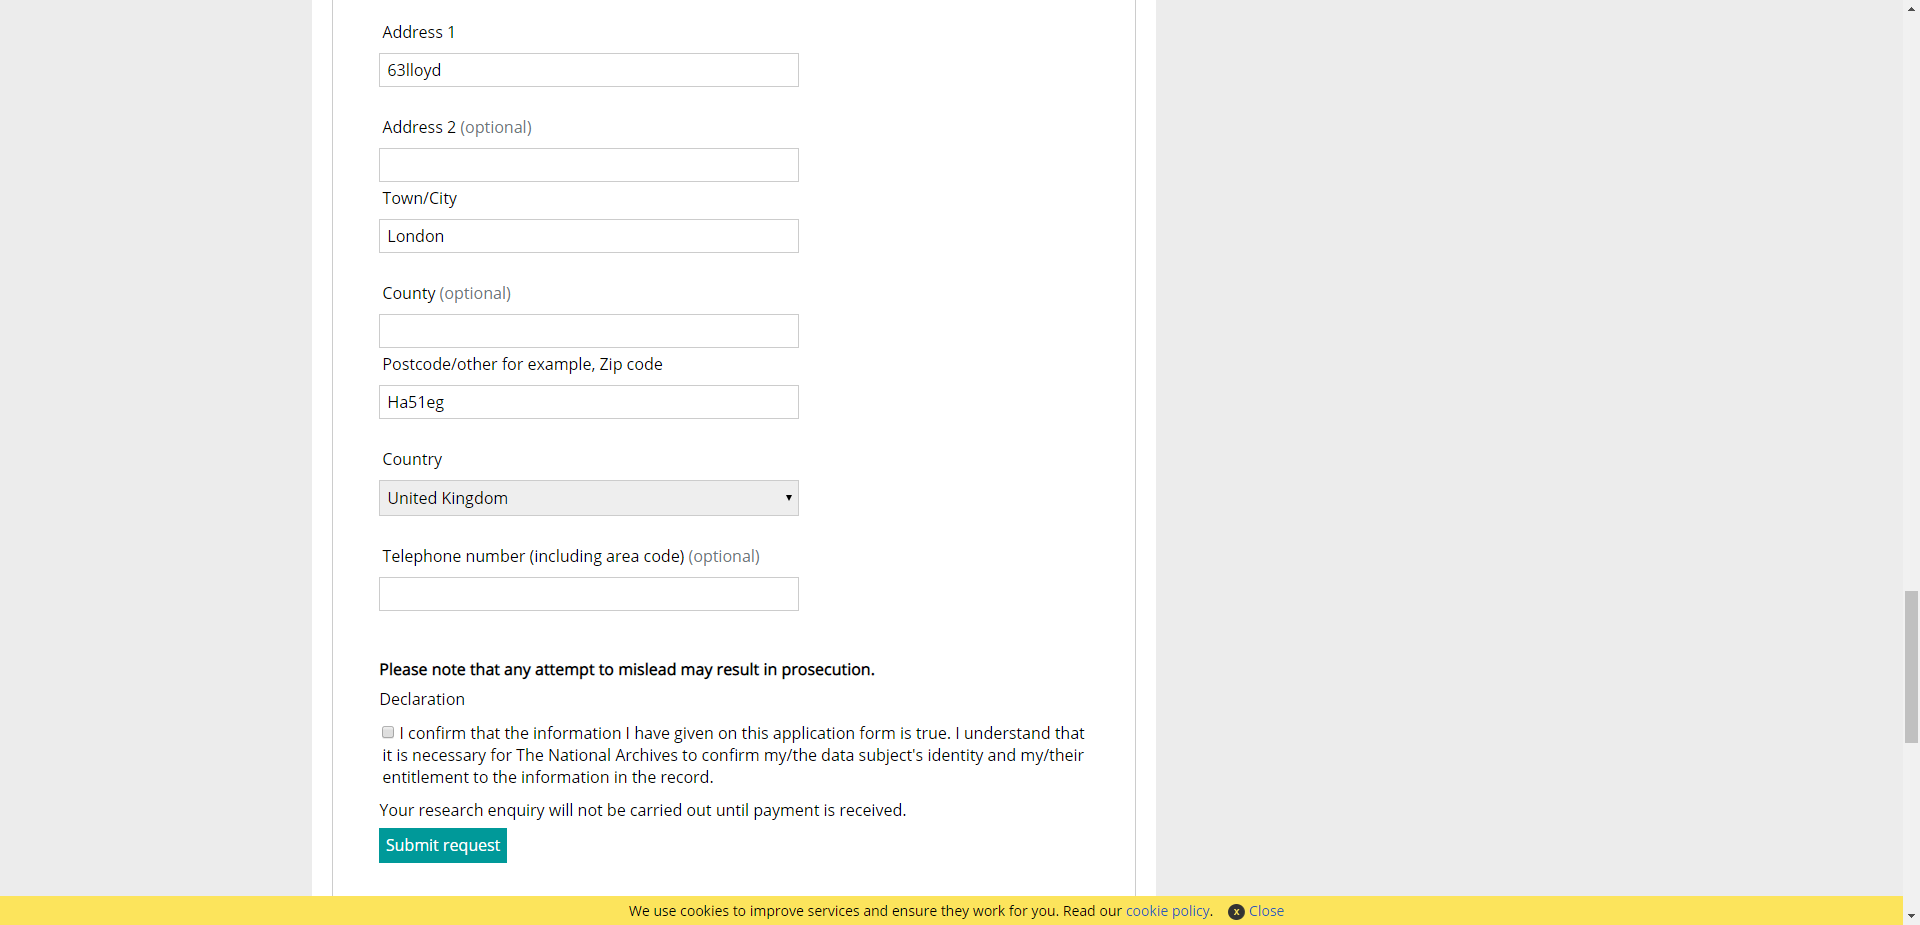 Address 1
63lloyd
Address 2 (optional)
Town/City
London
County (optional)
Postcode/other for example, Zip code
Ha51eg
Country
United Kingdom
Telephone number (including area code) (optional)
Please note that any attempt to mislead may result in prosecution.
Declaration
I confirm that the information I have given on this application form is true. I understand that
it is necessary for The National Archives to confirm my/the data subject's identity and my/their
entitlement to the information in the record.
Your research enquiry will not be carried out until payment is received.
Submit request
We use cookies to improve services and ensure they work for you. Read our cookie policy. x Close